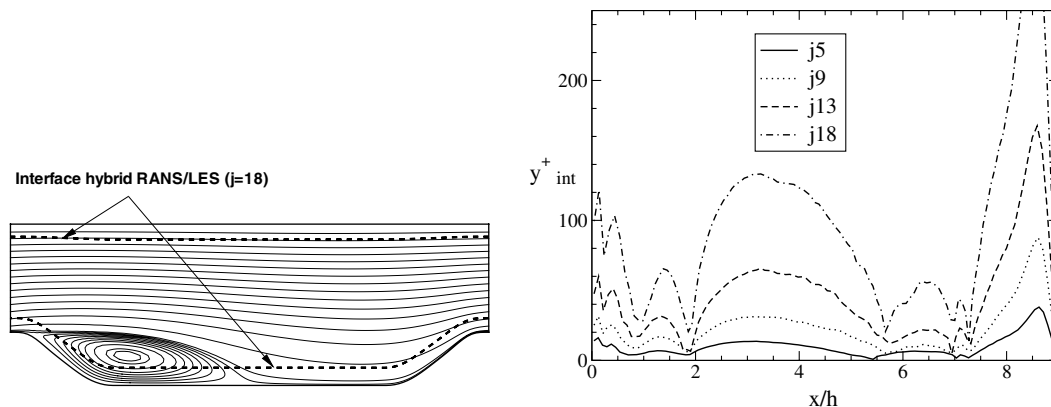 Interface hybrid RANS/LES (j=18)
200
100
0
y+ int
j5
j9
j13
j18
0 2 4 6 8
x/h